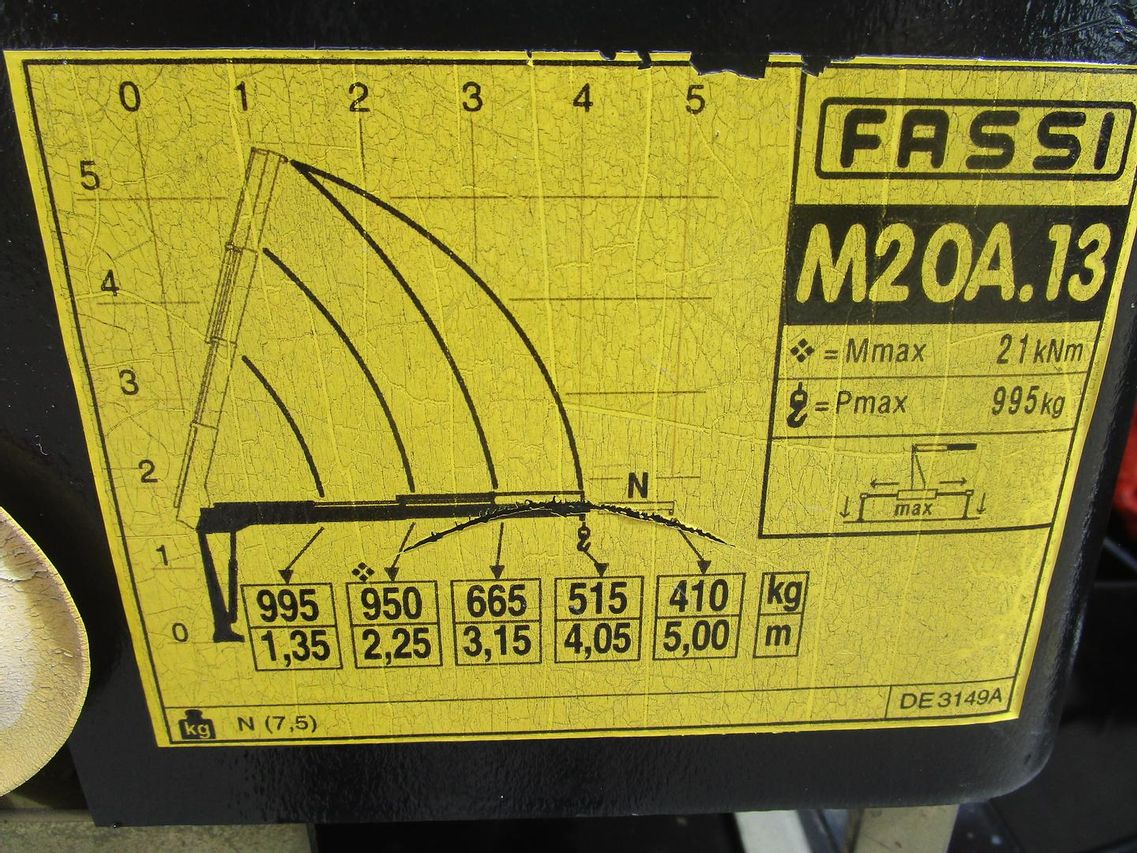 0 1 2 3 4 5
FASSI
5
M20A.13
4
❖ = Mmax 21kNm
3
= Pmax 995kg
2
N
max
1
❖
995 950 665 515 410 kg
0
1,35 2,25 3,15 4,05 5,00 m
DE3149A
kg N (7,5)